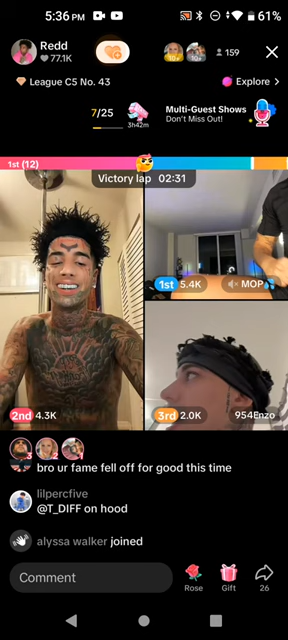 5:36 PM
61%
Redd
77.1K
10+
10+
159
League C5 No. 43
Explore >
7/25
3h42m
Multi-Guest Shows
Don't Miss Out!
1st (12)
Victory lap 02:31
1st 5.4K
MOP
2nd 4.3K
3rd 2.0K
954Enzo
bro ur fame fell off for good this time
lilpercfive
@T_DIFF on hood
alyssa walker joined
Comment
Rose
Gift
26